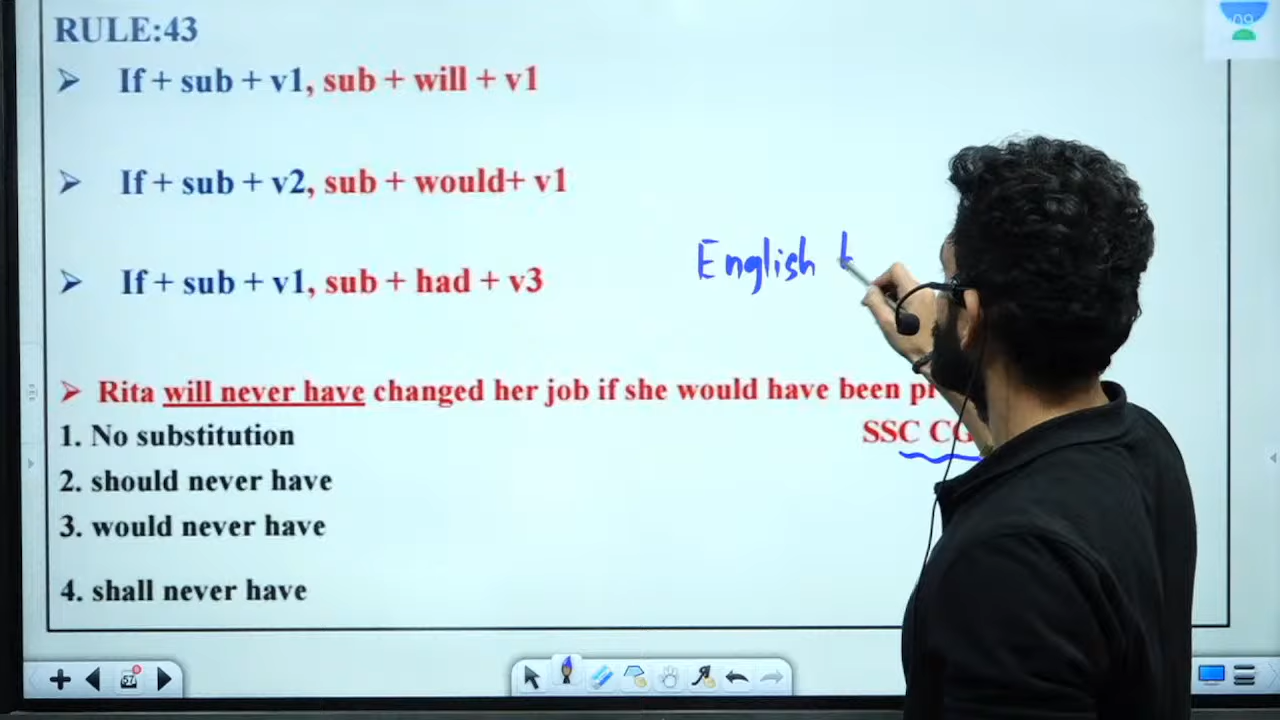 RULE:43
➢ If + sub + v1, sub + will + v1
➢ If + sub + v2, sub + would+ v1
English
➢ If + sub + v1, sub + had + v3
➢ Rita will never have changed her job if she would have been
SSC
1. No substitution
2. should never have
3. would never have
4. shall never have
57